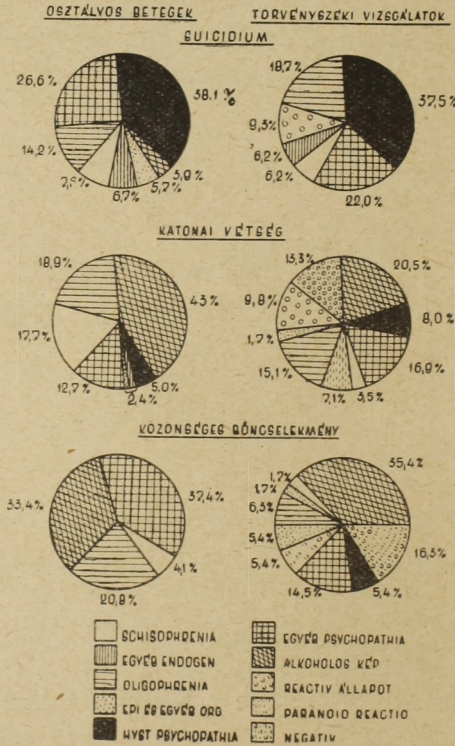 OSZTÁLYOS BETEGEK TÖRVÉNYSZÉKI VIZSGÁLATOK
SUICIDIUM
26,6% 38,1% 18,7% 37,5%
14,2% 9,3%
6,2%
3,9% 6,2%
6,7% 5,7% 22,0%
KATONAI VÉTSÉG
18,9% 43% 13,3% 20,5%
9,8% 8,0%
17,7% 1,7%
16,9%
12,7% 5,0% 15,1%
2,4% 7,1% 3,5%
KÖZÖNSÉGES BŰNCSELEKMÉNY
33,4% 37,4% 1,7% 35,4%
1,7%
6,3%
5,4% 16,3%
4,1% 5,4%
20,8% 14,5% 5,4%
SCHISOPHRENIA EGYÉB PSYCHOPATHIA
EGYÉB ENDOGEN ALKOHOLOS KÉP
OLIGOPHRENIA REACTIV ÁLLAPOT
EPI ÉS EGYÉB ORG PARANOID REACTIO
HYST PSYCHOPATHIA NEGATIV